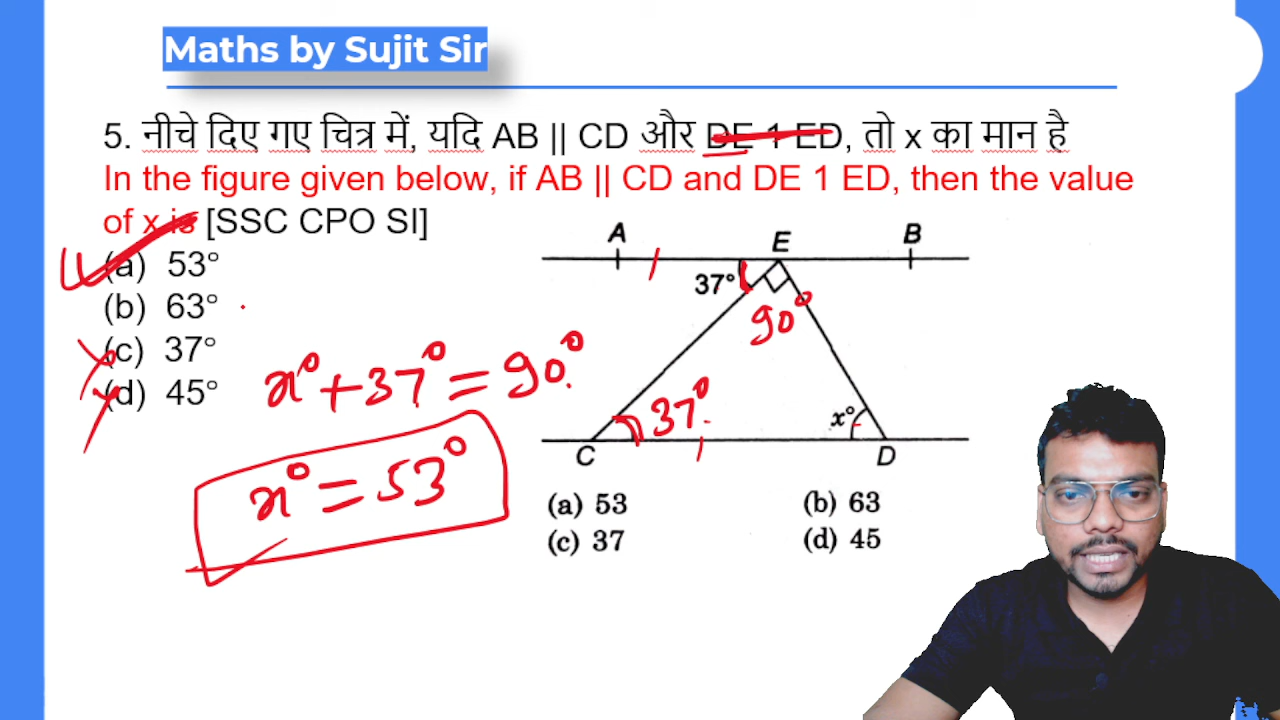 Maths by Sujit Sir
5. नीचे दिए गए चित्र में, यदि AB || CD और DE 1 ED, तो x का मान है
In the figure given below, if AB || CD and DE 1 ED, then the value
of x is [SSC CPO SI]
(a) 53°
(b) 63°
(c) 37°
(d) 45°
x° + 37° = 90°
x° = 53°
A E B
37°
90°
37°
x°
C D
(a) 53 (b) 63
(c) 37 (d) 45